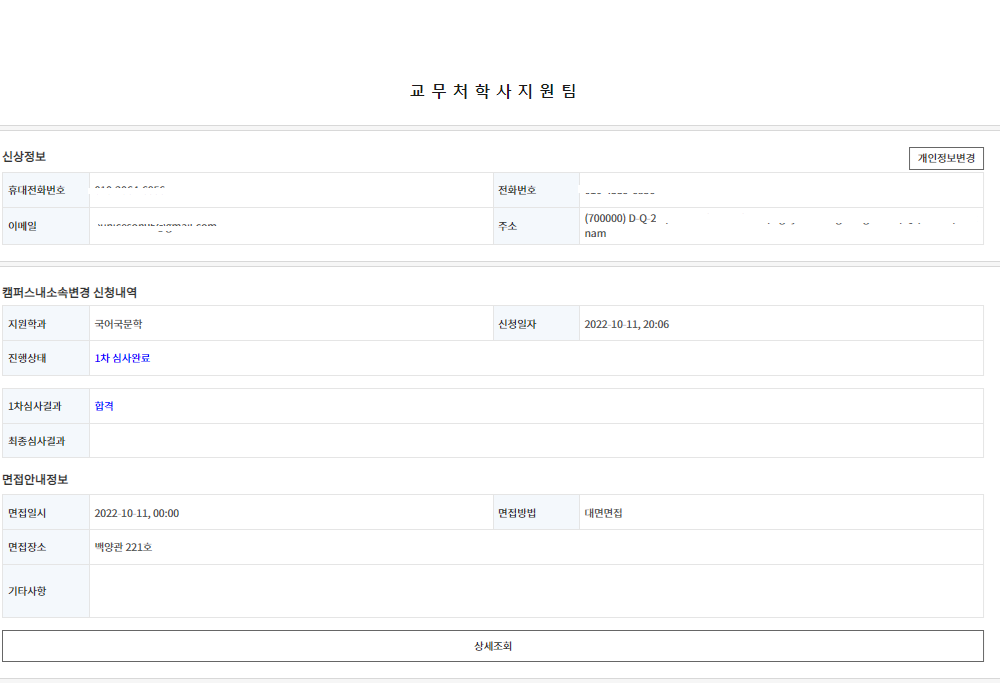 교무처학사지원팀
신상정보
개인정보변경
휴대전화번호
전화번호
이메일
주소
(700000) D-Q-2
nam
캠퍼스내소속변경 신청내역
지원학과 국어국문학 신청일자 2022-10-11, 20:06
진행상태 1차 심사완료
1차심사결과 합격
최종심사결과
면접안내정보
면접일시 2022-10-11, 00:00 면접방법 대면면접
면접장소 백양관 221호
기타사항
상세조회